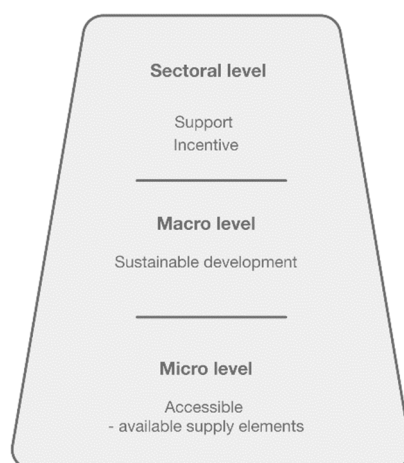 Sectoral level
Support
Incentive
Macro level
Sustainable development
Micro level
Accessible
- available supply elements